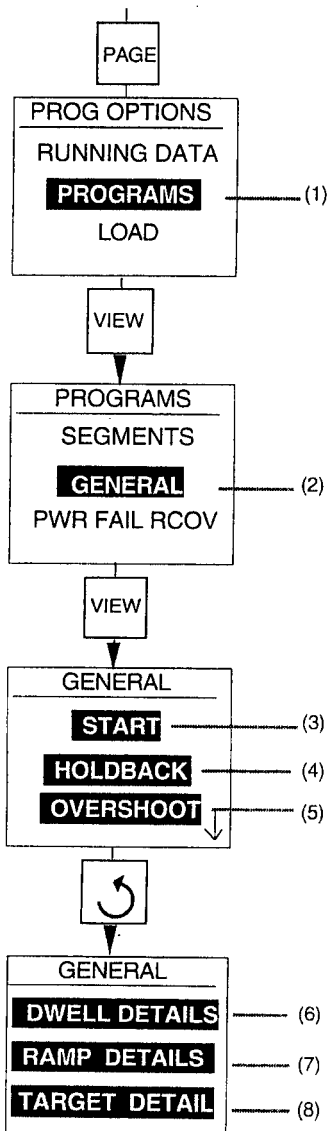 PAGE
PROG OPTIONS
RUNNING DATA
PROGRAMS (1)
LOAD
VIEW
PROGRAMS
SEGMENTS
GENERAL (2)
PWR FAIL RCOV
VIEW
GENERAL
START (3)
HOLDBACK (4)
OVERSHOOT (5)
GENERAL
DWELL DETAILS (6)
RAMP DETAILS (7)
TARGET DETAIL (8)